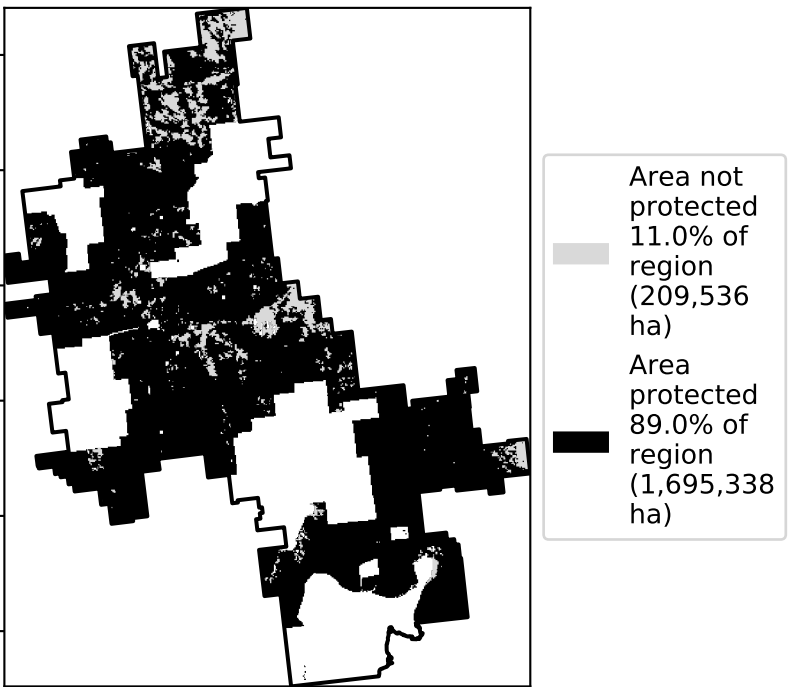 Area not
protected
11.0% of
region
(209,536
ha)
Area
protected
89.0% of
region
(1,695,338
ha)